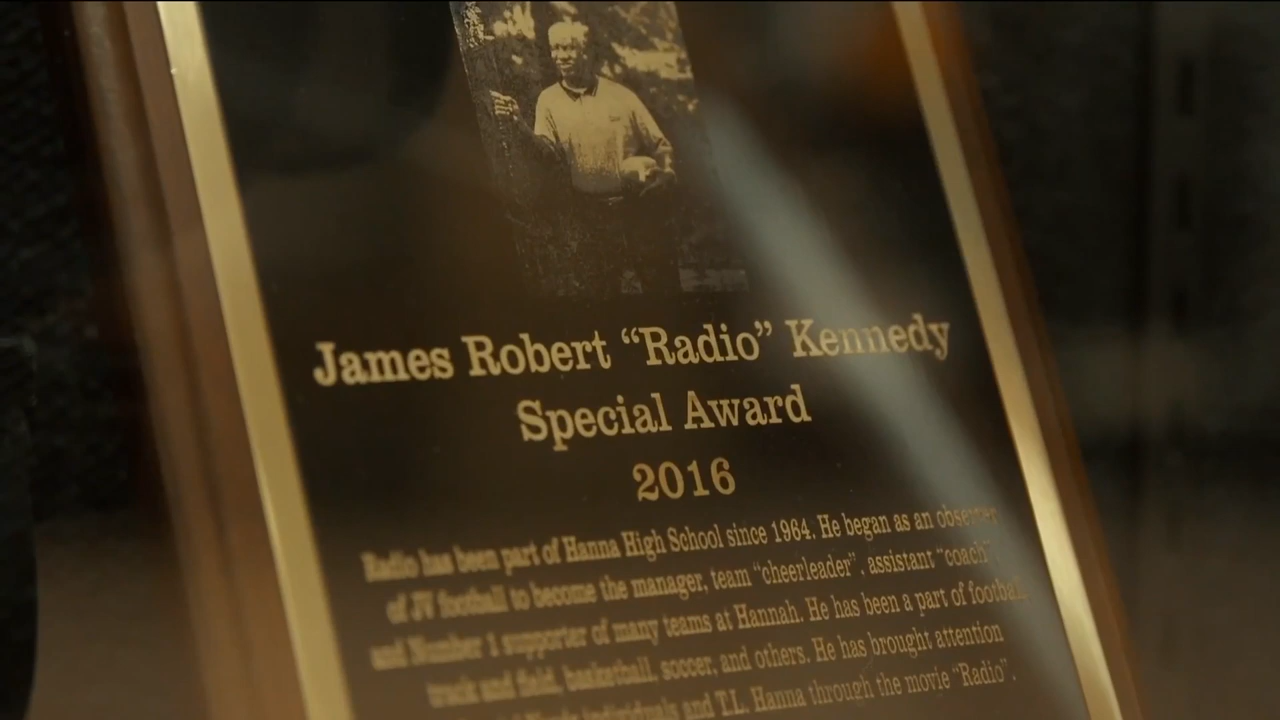 James Robert “Radio” Kennedy
Special Award
2016
Radio has been part of Hanna High School since 1964. He began as an observer
of JV football to become the manager, team “cheerleader”, assistant “coach”,
and Number 1 supporter of many teams at Hannah. He has been a part of football,
track and field, basketball, soccer, and others. He has brought attention
individuals and T.L. Hanna through the movie “Radio”.